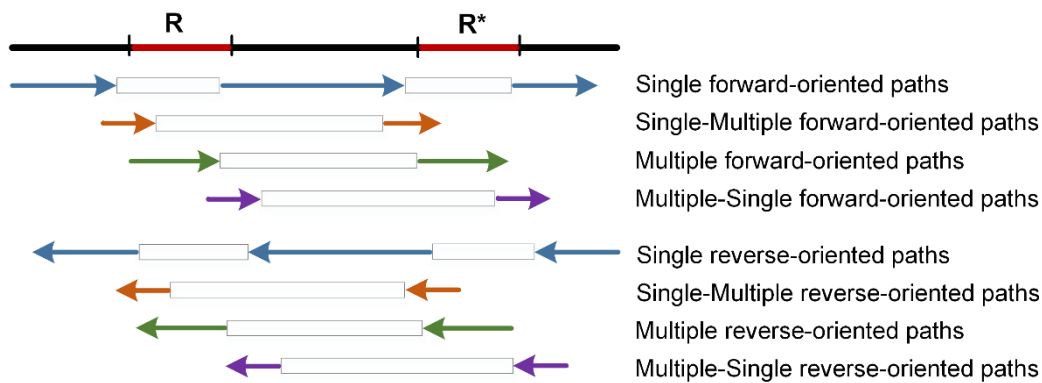 R R*
Single forward-oriented paths
Single-Multiple forward-oriented paths
Multiple forward-oriented paths
Multiple-Single forward-oriented paths
Single reverse-oriented paths
Single-Multiple reverse-oriented paths
Multiple reverse-oriented paths
Multiple-Single reverse-oriented paths